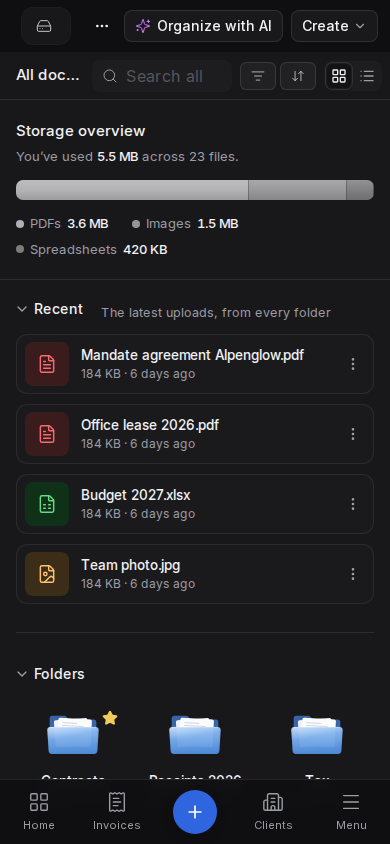 Organize with AI
Create
All doc...
Search all
Storage overview
You've used 5.5 MB across 23 files.
PDFs 3.6 MB
Images 1.5 MB
Spreadsheets 420 KB
Recent
The latest uploads, from every folder
Mandate agreement Alpenglow.pdf
184 KB · 6 days ago
Office lease 2026.pdf
184 KB · 6 days ago
Budget 2027.xlsx
184 KB · 6 days ago
Team photo.jpg
184 KB · 6 days ago
Folders
Contracts
Receipts 2026
Tax
Home
Invoices
Clients
Menu